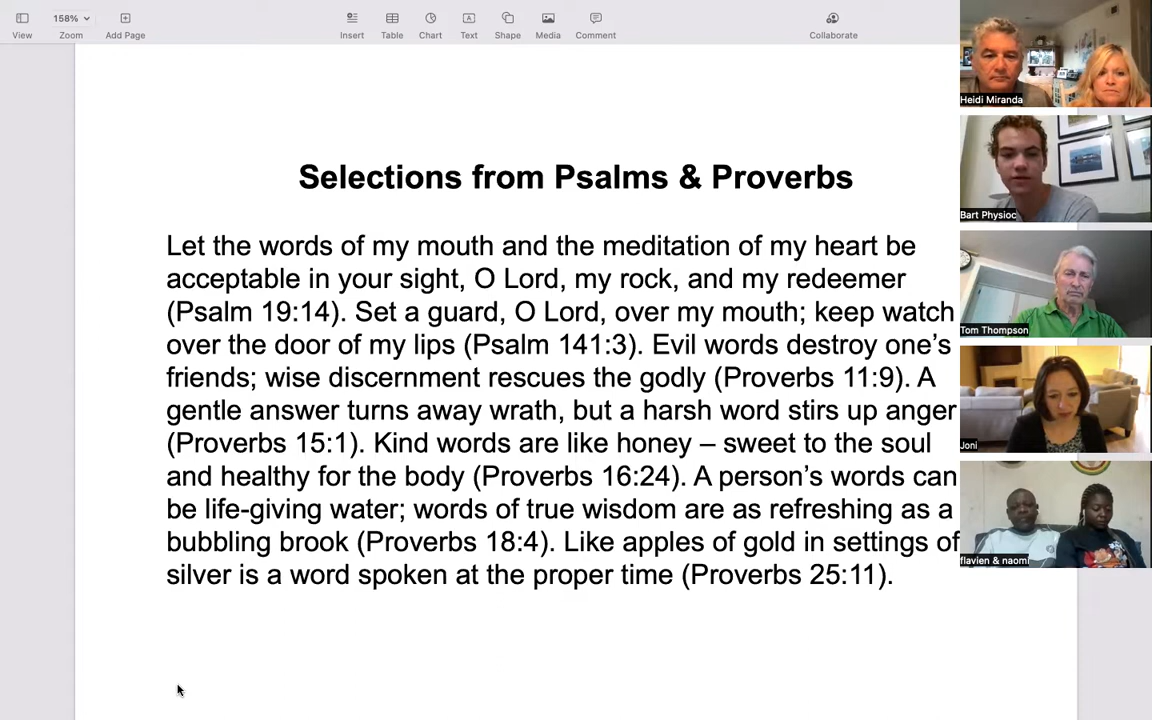 158%
View
Zoom
Add Page
Insert
Table
Chart
Text
Shape
Media
Comment
Collaborate
Selections from Psalms & Proverbs
Let the words of my mouth and the meditation of my heart be
acceptable in your sight, O Lord, my rock, and my redeemer
(Psalm 19:14). Set a guard, O Lord, over my mouth; keep watch
over the door of my lips (Psalm 141:3). Evil words destroy one’s
friends; wise discernment rescues the godly (Proverbs 11:9). A
gentle answer turns away wrath, but a harsh word stirs up anger
(Proverbs 15:1). Kind words are like honey – sweet to the soul
and healthy for the body (Proverbs 16:24). A person’s words can
be life-giving water; words of true wisdom are as refreshing as a
bubbling brook (Proverbs 18:4). Like apples of gold in settings of
silver is a word spoken at the proper time (Proverbs 25:11).
Heidi Miranda
Bart Physioc
Tom Thompson
Joni
flavien & naomi